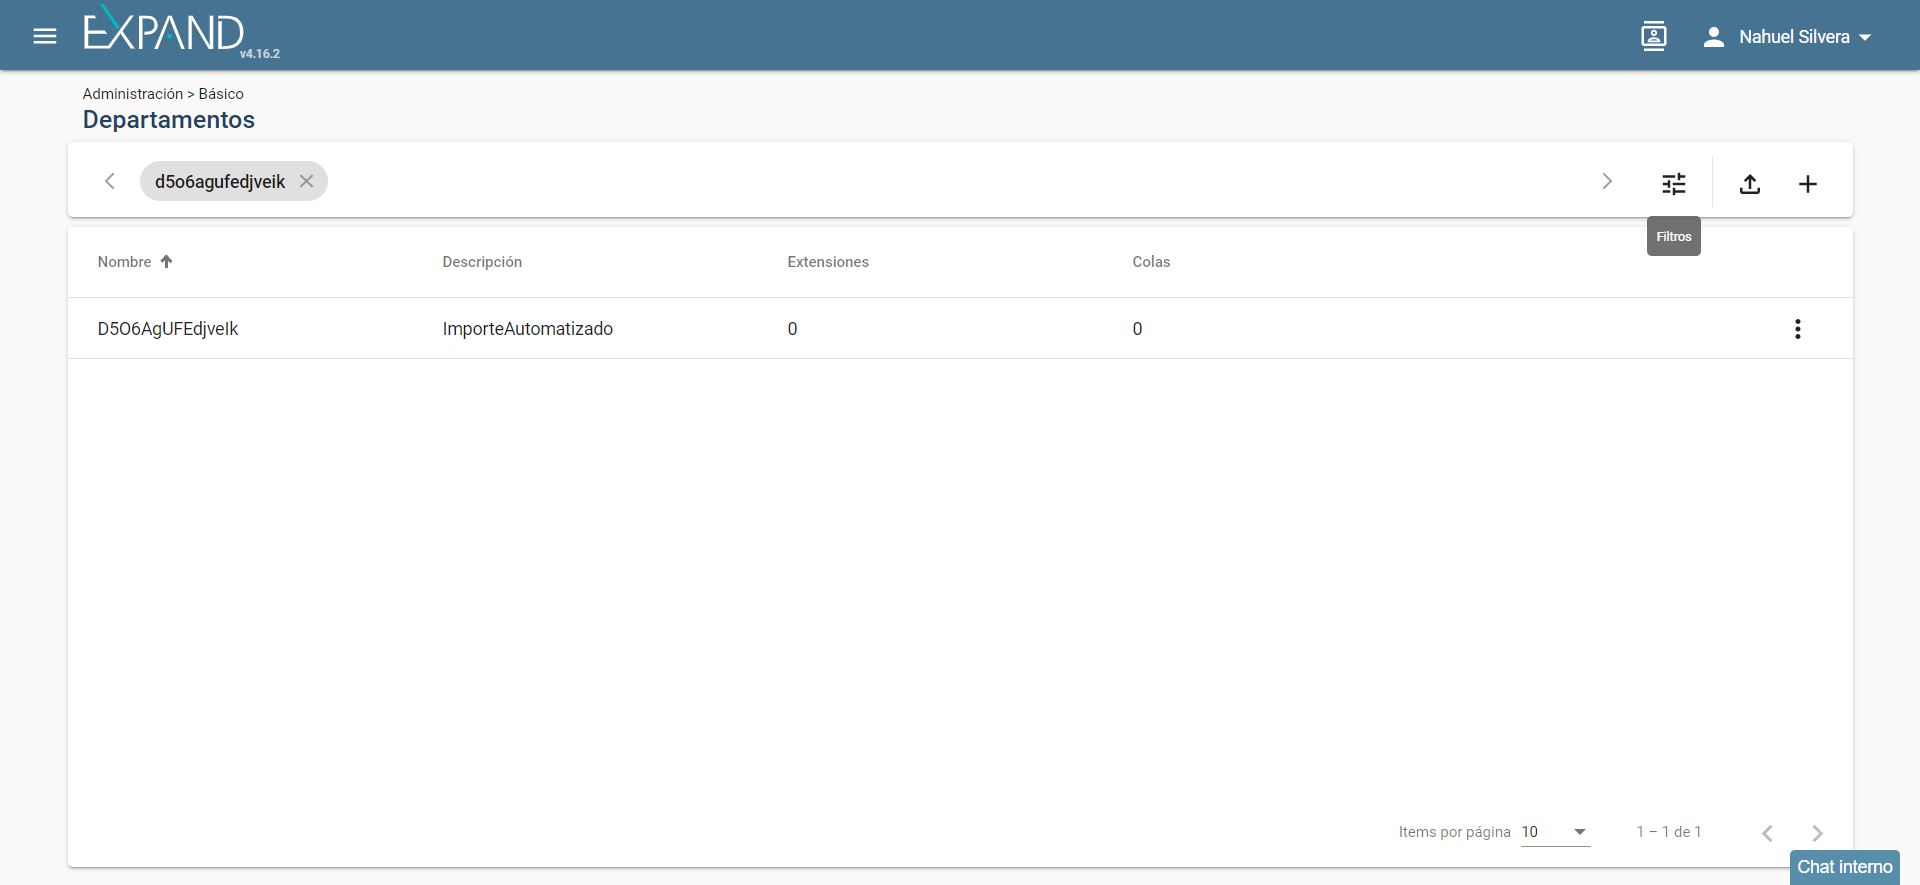 EXPAND
v4.16.2
Nahuel Silvera
Administración > Básico
Departamentos
d5o6agufedjveik
Filtros
Nombre Descripción Extensiones Colas
D5O6AgUFEdjveIk ImporteAutomatizado 0 0
Items por página 10 1 – 1 de 1
Chat interno